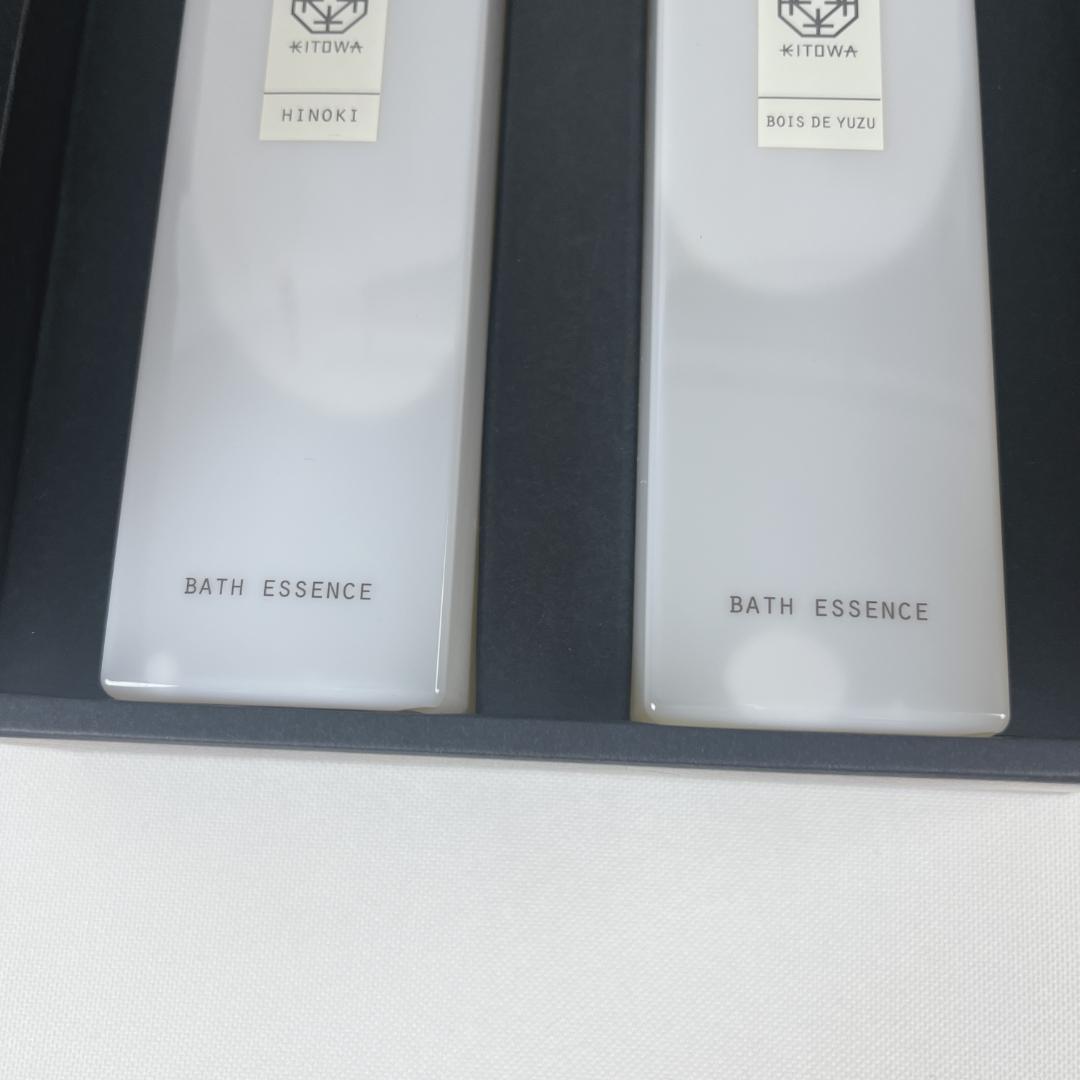 KITOWA
HINOKI
BATH ESSENCE
KITOWA
BOIS DE YUZU
BATH ESSENCE